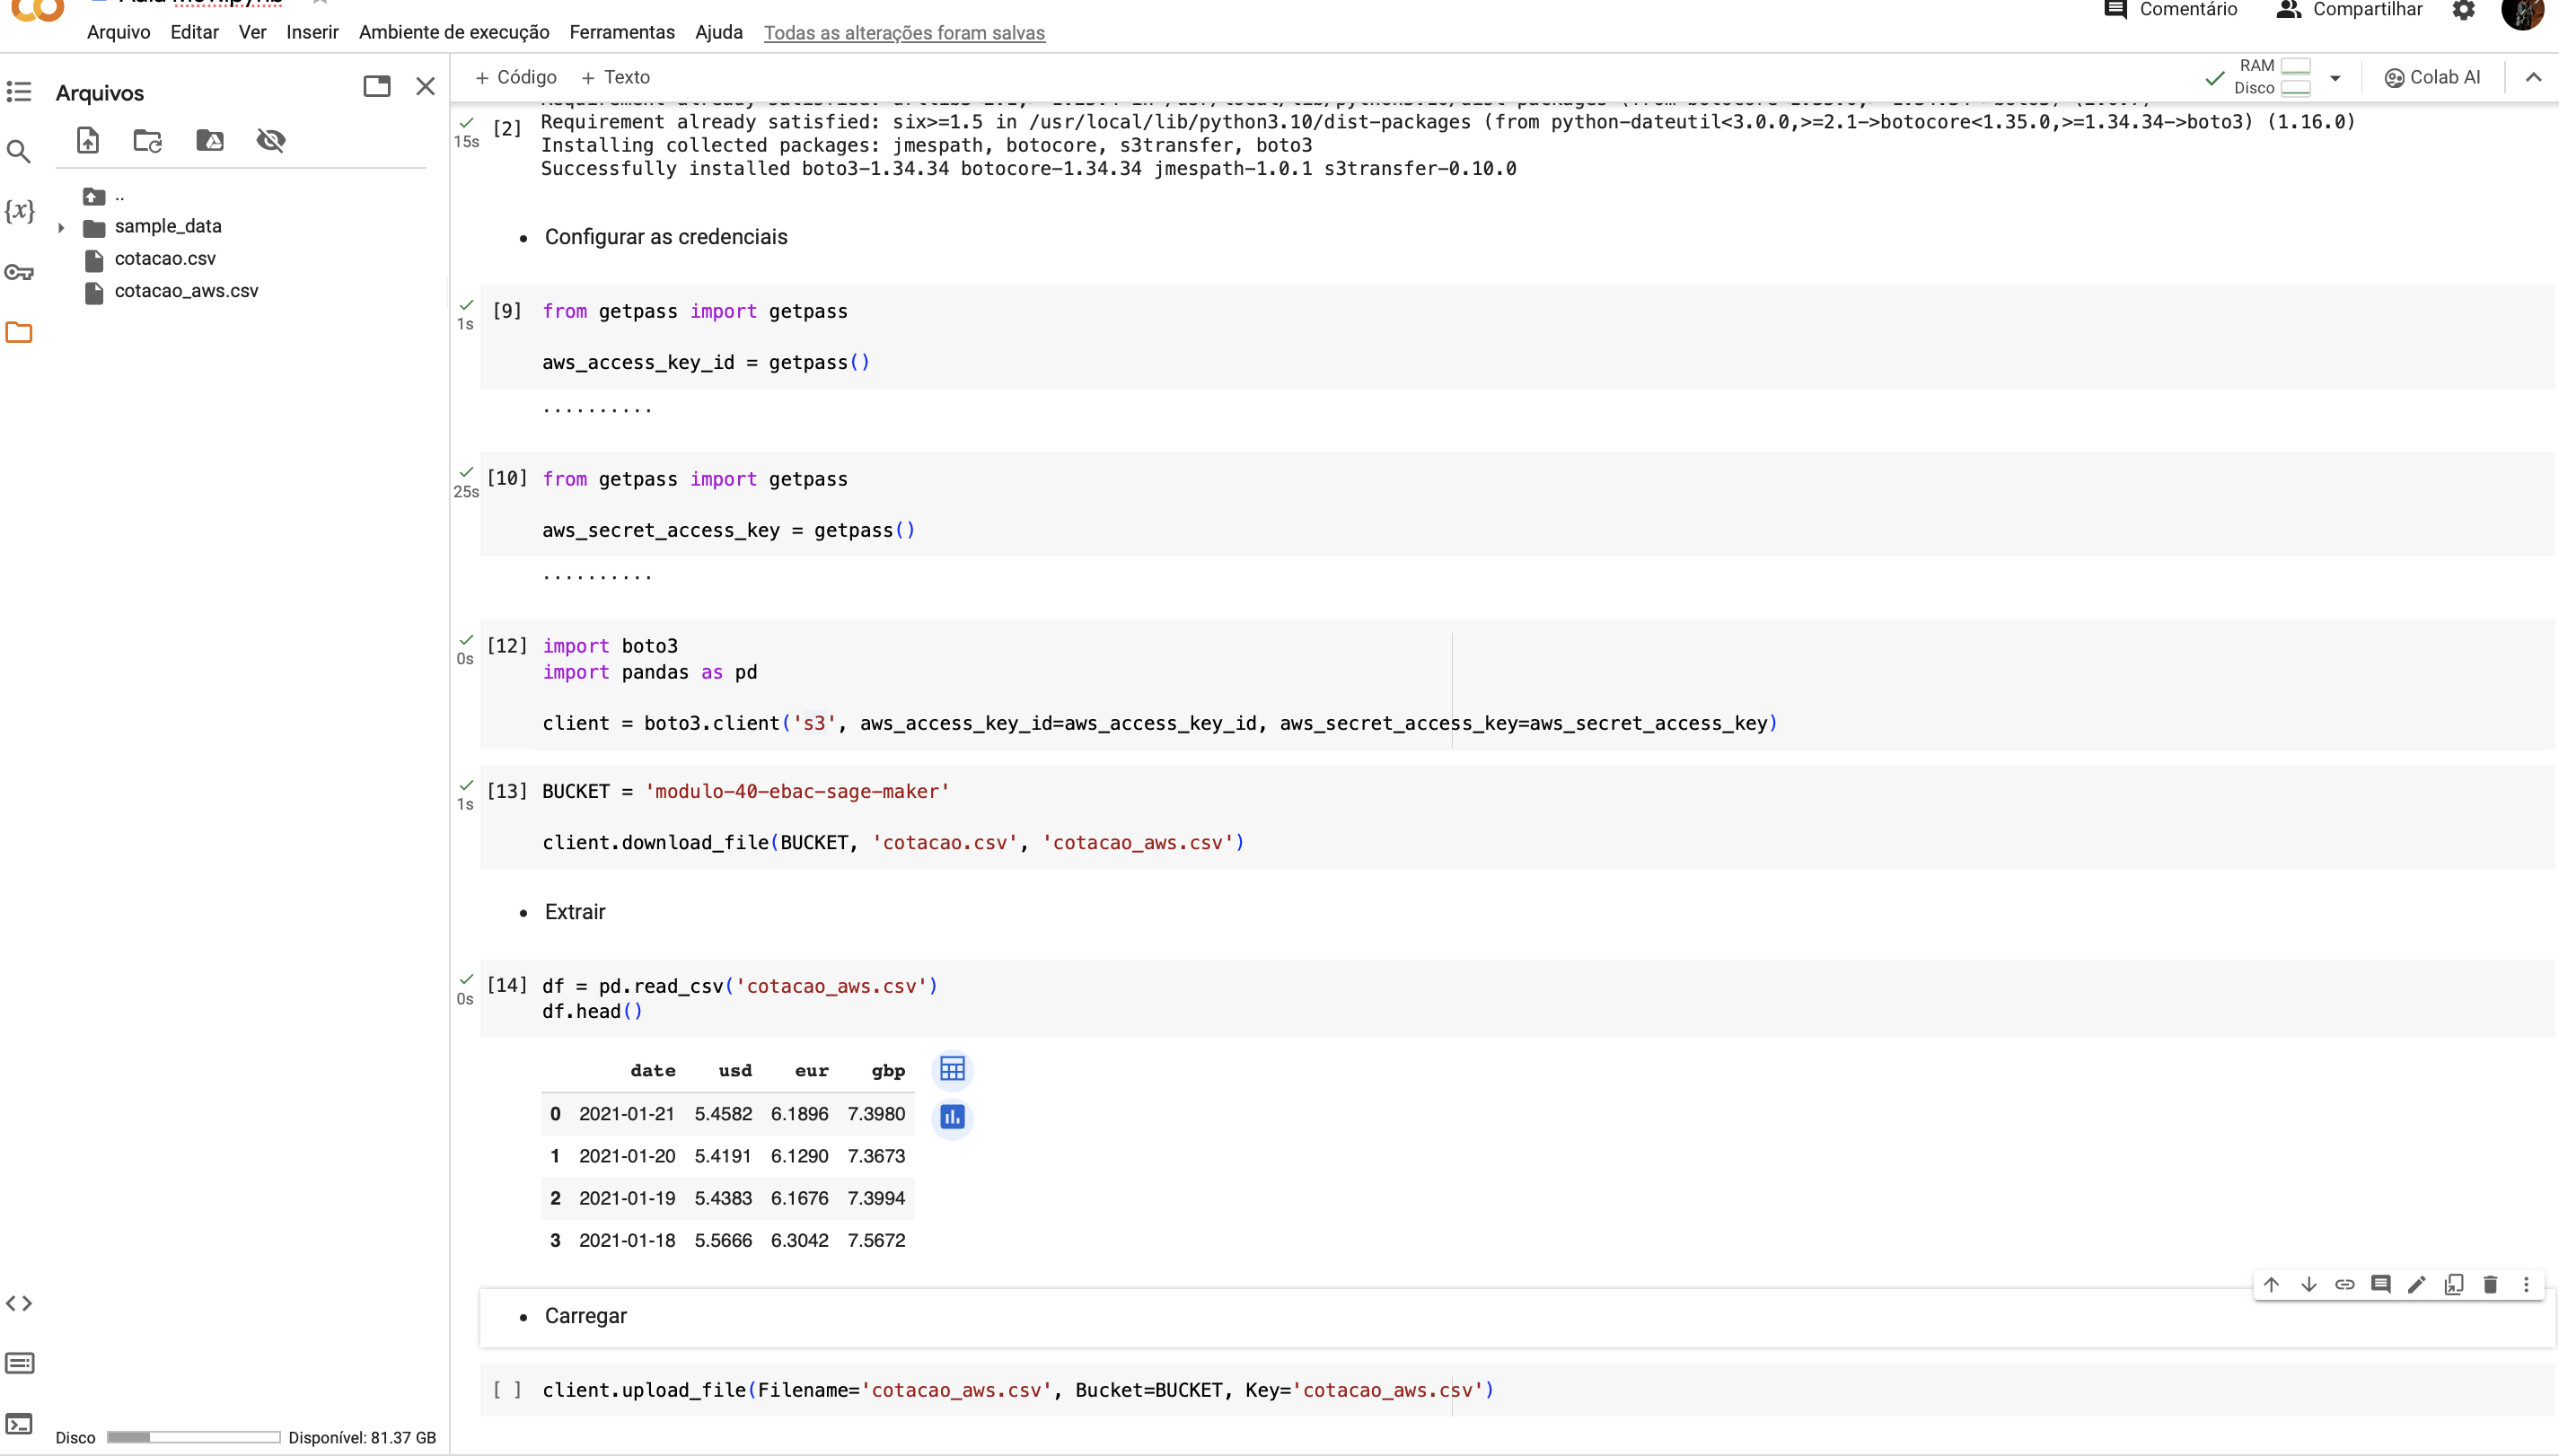 Comentário
Compartilhar
Arquivo Editar Ver Inserir Ambiente de execução Ferramentas Ajuda Todas as alterações foram salvas
Arquivos
+ Código + Texto
RAM
Disco
Colab AI
..
sample_data
cotacao.csv
cotacao_aws.csv
15s
[2]
Requirement already satisfied: six>=1.5 in /usr/local/lib/python3.10/dist-packages (from python-dateutil<3.0.0,>=2.1->botocore<1.35.0,>=1.34.34->boto3) (1.16.0)
Installing collected packages: jmespath, botocore, s3transfer, boto3
Successfully installed boto3-1.34.34 botocore-1.34.34 jmespath-1.0.1 s3transfer-0.10.0
• Configurar as credenciais
1s
[9] from getpass import getpass
aws_access_key_id = getpass()
··········
25s
[10] from getpass import getpass
aws_secret_access_key = getpass()
··········
0s
[12] import boto3
import pandas as pd
client = boto3.client('s3', aws_access_key_id=aws_access_key_id, aws_secret_access_key=aws_secret_access_key)
1s
[13] BUCKET = 'modulo-40-ebac-sage-maker'
client.download_file(BUCKET, 'cotacao.csv', 'cotacao_aws.csv')
• Extrair
0s
[14] df = pd.read_csv('cotacao_aws.csv')
df.head()
date usd eur gbp
0 2021-01-21 5.4582 6.1896 7.3980
1 2021-01-20 5.4191 6.1290 7.3673
2 2021-01-19 5.4383 6.1676 7.3994
3 2021-01-18 5.5666 6.3042 7.5672
• Carregar
[ ] client.upload_file(Filename='cotacao_aws.csv', Bucket=BUCKET, Key='cotacao_aws.csv')
Disco Disponível: 81.37 GB